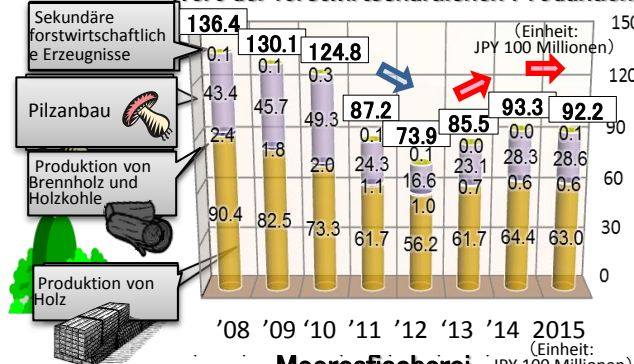 (Einheit:
JPY 100 Millionen)
Sekundäre
forstwirtschaftlich
e Erzeugnisse
Pilzanbau
Produktion von
Brennholz und
Holzkohle
Produktion von
Holz
136.4 130.1 124.8 87.2 73.9 85.5 93.3 92.2
0.1 0.1 0.3 0.1 0.1 0.0 0.0 0.1
43.4 45.7 49.3 24.3 16.6 23.1 28.3 28.6
2.4 1.8 2.0 1.1 1.0 0.7 0.6 0.6
90.4 82.5 73.3 61.7 56.2 61.7 64.4 63.0
150
120
90
60
30
0
’08 ’09 ’10 ’11 ’12 ’13 ’14 2015
Meeresfischerei
(Einheit:
JPY 100 Millionen)